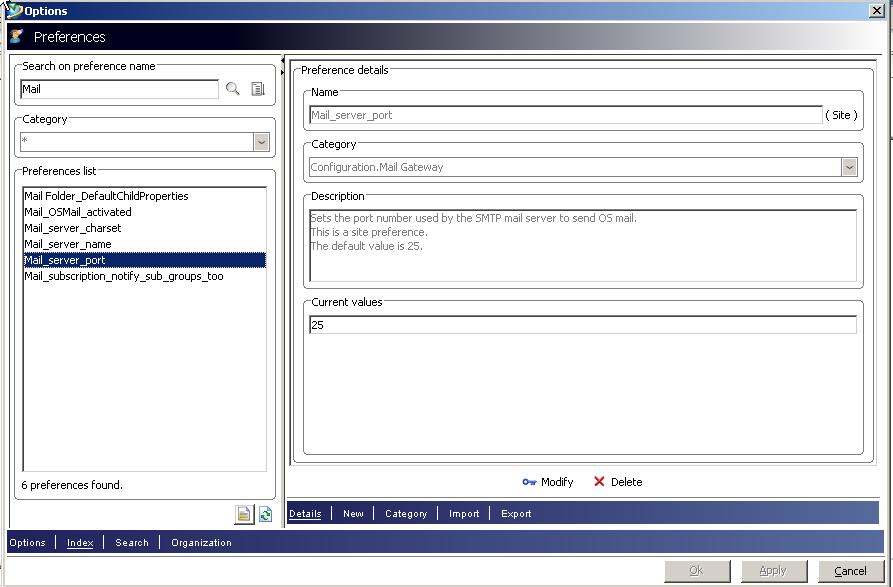 Options
Preferences
Search on preference name
Mail
Category
*
Preferences list
Mail Folder_DefaultChildProperties
Mail_OSMail_activated
Mail_server_charset
Mail_server_name
Mail_server_port
Mail_subscription_notify_sub_groups_too
6 preferences found.
Preference details
Name
Mail_server_port ( Site )
Category
Configuration.Mail Gateway
Description
Sets the port number used by the SMTP mail server to send OS mail.
This is a site preference.
The default value is 25.
Current values
25
Modify Delete
Details New Category Import Export
Options Index Search Organization
Ok Apply Cancel